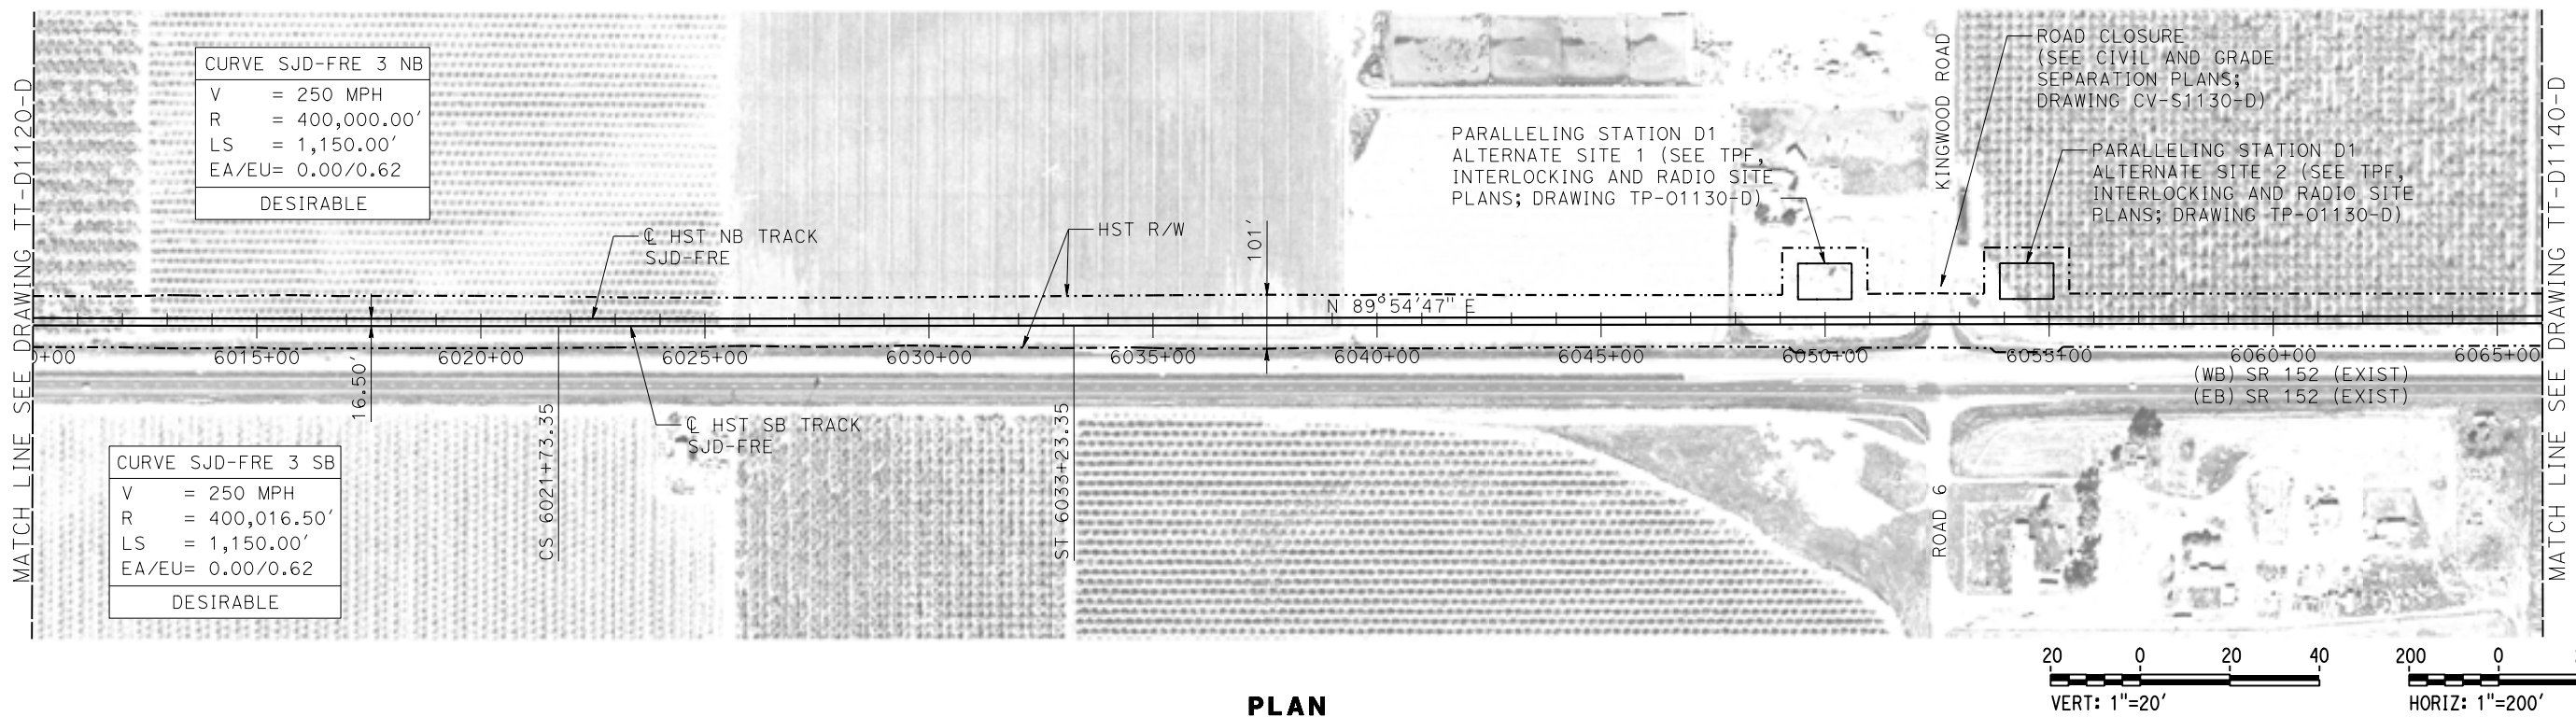 MATCH LINE SEE DRAWING TT-D1120-D
CURVE SJD-FRE 3 NB
V = 250 MPH
R = 400,000.00'
LS = 1,150.00'
EA/EU= 0.00/0.62
DESIRABLE
℄ HST NB TRACK
SJD-FRE
HST R/W
101'
PARALLELING STATION D1
ALTERNATE SITE 1 (SEE TPF,
INTERLOCKING AND RADIO SITE
PLANS; DRAWING TP-01130-D)
KINGWOOD ROAD
ROAD CLOSURE
(SEE CIVIL AND GRADE
SEPARATION PLANS;
DRAWING CV-S1130-D)
PARALLELING STATION D1
ALTERNATE SITE 2 (SEE TPF,
INTERLOCKING AND RADIO SITE
PLANS; DRAWING TP-01130-D)
MATCH LINE SEE DRAWING TT-D1140-D
N 89°54'47" E
+00 6015+00 6020+00 6025+00 6030+00 6035+00 6040+00 6045+00 6050+00 6055+00 6060+00 6065+00
16.50'
(WB) SR 152 (EXIST)
(EB) SR 152 (EXIST)
CS 6021+73.35
℄ HST SB TRACK
SJD-FRE
ST 6033+23.35
ROAD 6
CURVE SJD-FRE 3 SB
V = 250 MPH
R = 400,016.50'
LS = 1,150.00'
EA/EU= 0.00/0.62
DESIRABLE
20 0 20 40
VERT: 1"=20'
200 0
HORIZ: 1"=200'
PLAN